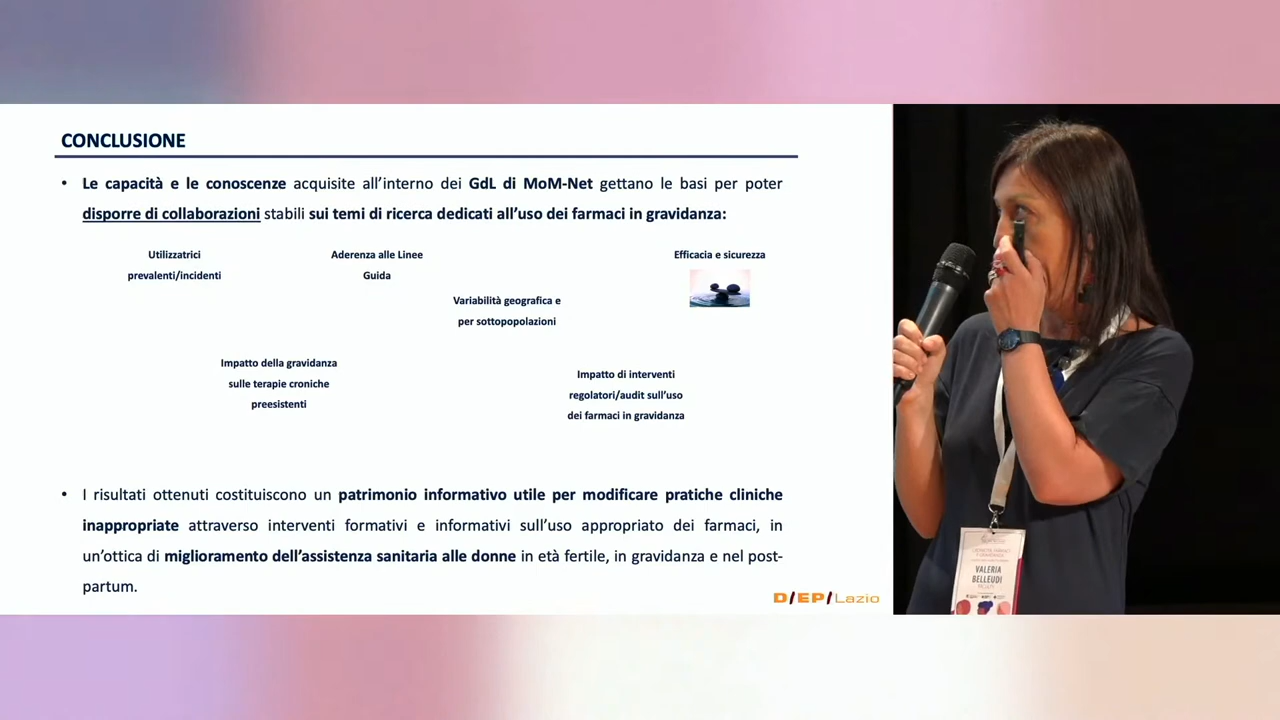 CONCLUSIONE
• Le capacità e le conoscenze acquisite all'interno dei GdL di MoM-Net gettano le basi per poter
disporre di collaborazioni stabili sui temi di ricerca dedicati all'uso dei farmaci in gravidanza:
Utilizzatrici
prevalenti/incidenti
Aderenza alle Linee
Guida
Efficacia e sicurezza
Variabilità geografica e
per sottopopolazioni
Impatto della gravidanza
sulle terapie croniche
preesistenti
Impatto di interventi
regolatori/audit sull'uso
dei farmaci in gravidanza
• I risultati ottenuti costituiscono un patrimonio informativo utile per modificare pratiche cliniche
inappropriate attraverso interventi formativi e informativi sull'uso appropriato dei farmaci, in
un'ottica di miglioramento dell'assistenza sanitaria alle donne in età fertile, in gravidanza e nel post-
partum.
D/EP/Lazio
VALERIA
BELLEUDI